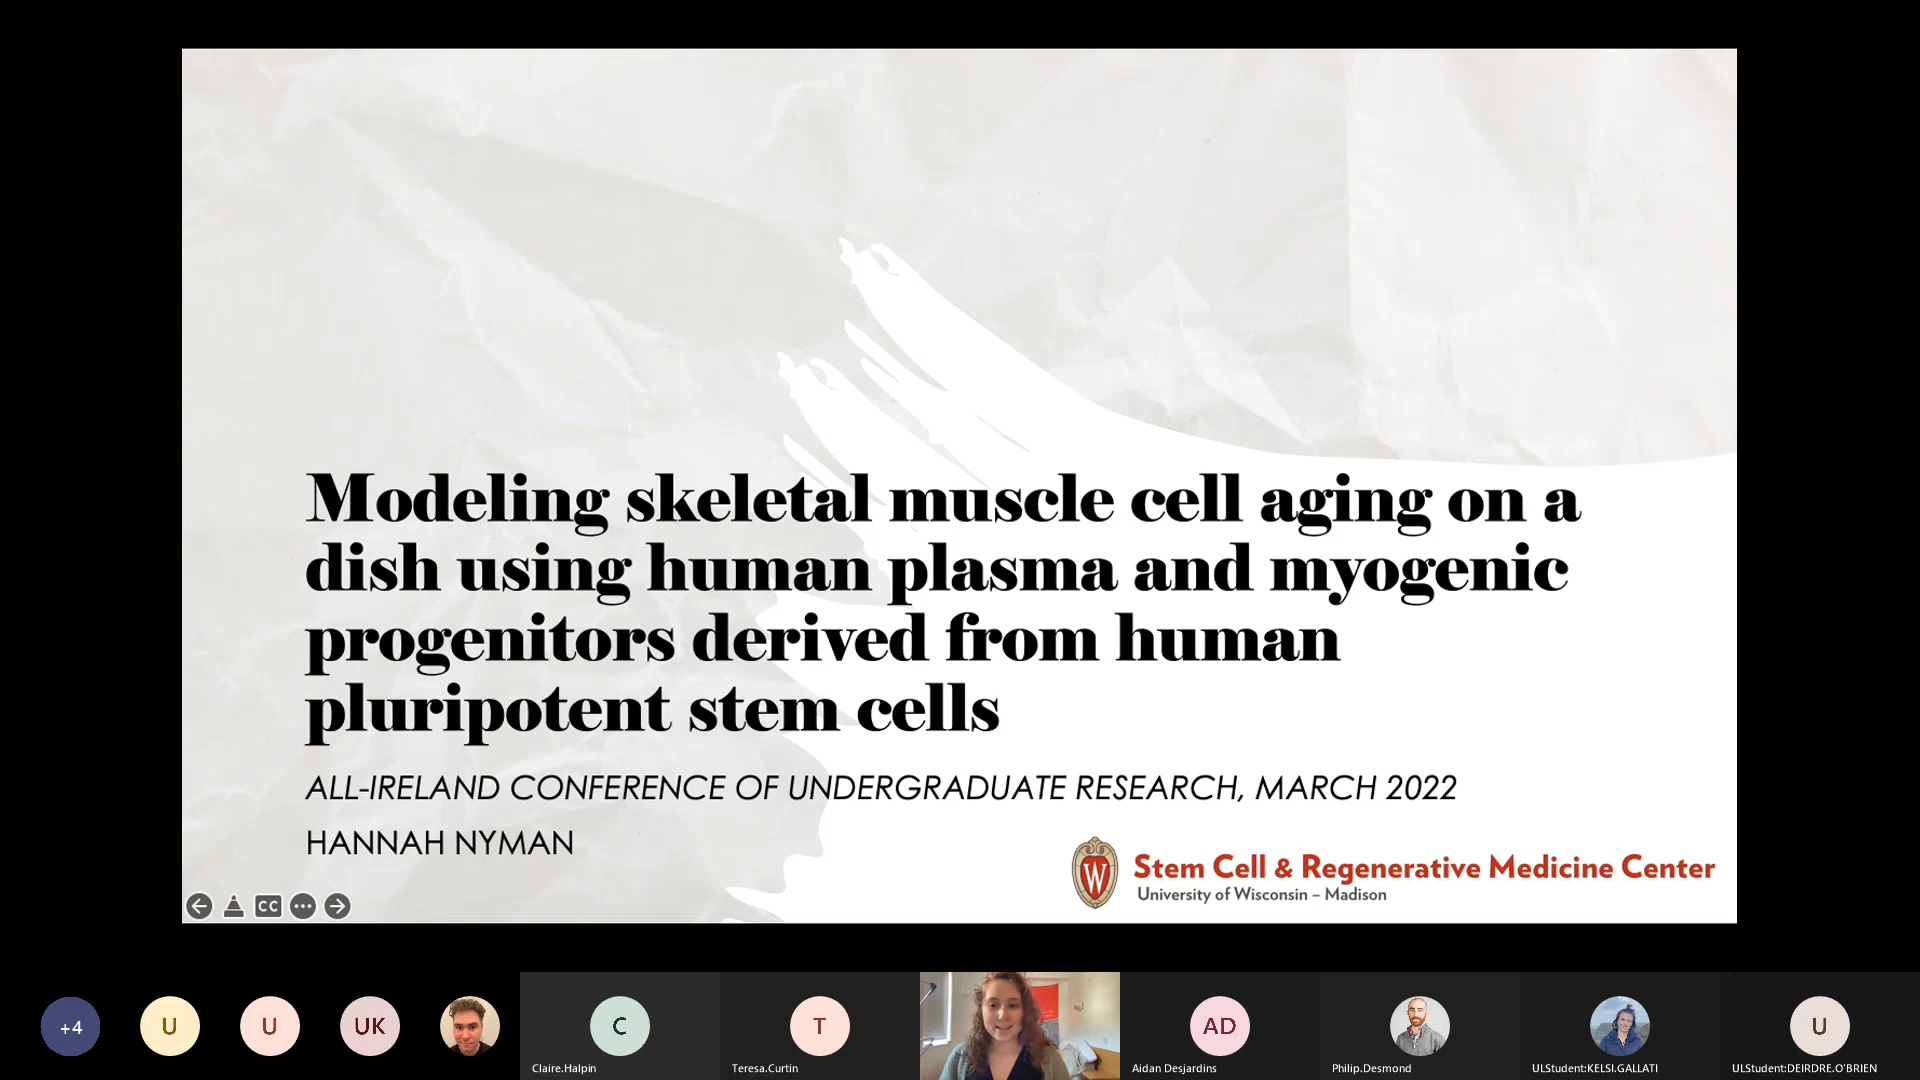 Modeling skeletal muscle cell aging on a
dish using human plasma and myogenic
progenitors derived from human
pluripotent stem cells
ALL-IRELAND CONFERENCE OF UNDERGRADUATE RESEARCH, MARCH 2022
HANNAH NYMAN
W
Stem Cell & Regenerative Medicine Center
University of Wisconsin – Madison
CC
+4
U
U
UK
C
Claire.Halpin
T
Teresa.Curtin
AD
Aidan Desjardins
Philip.Desmond
ULStudent:KELSI.GALLATI
U
ULStudent:DEIRDRE.O'BRIEN